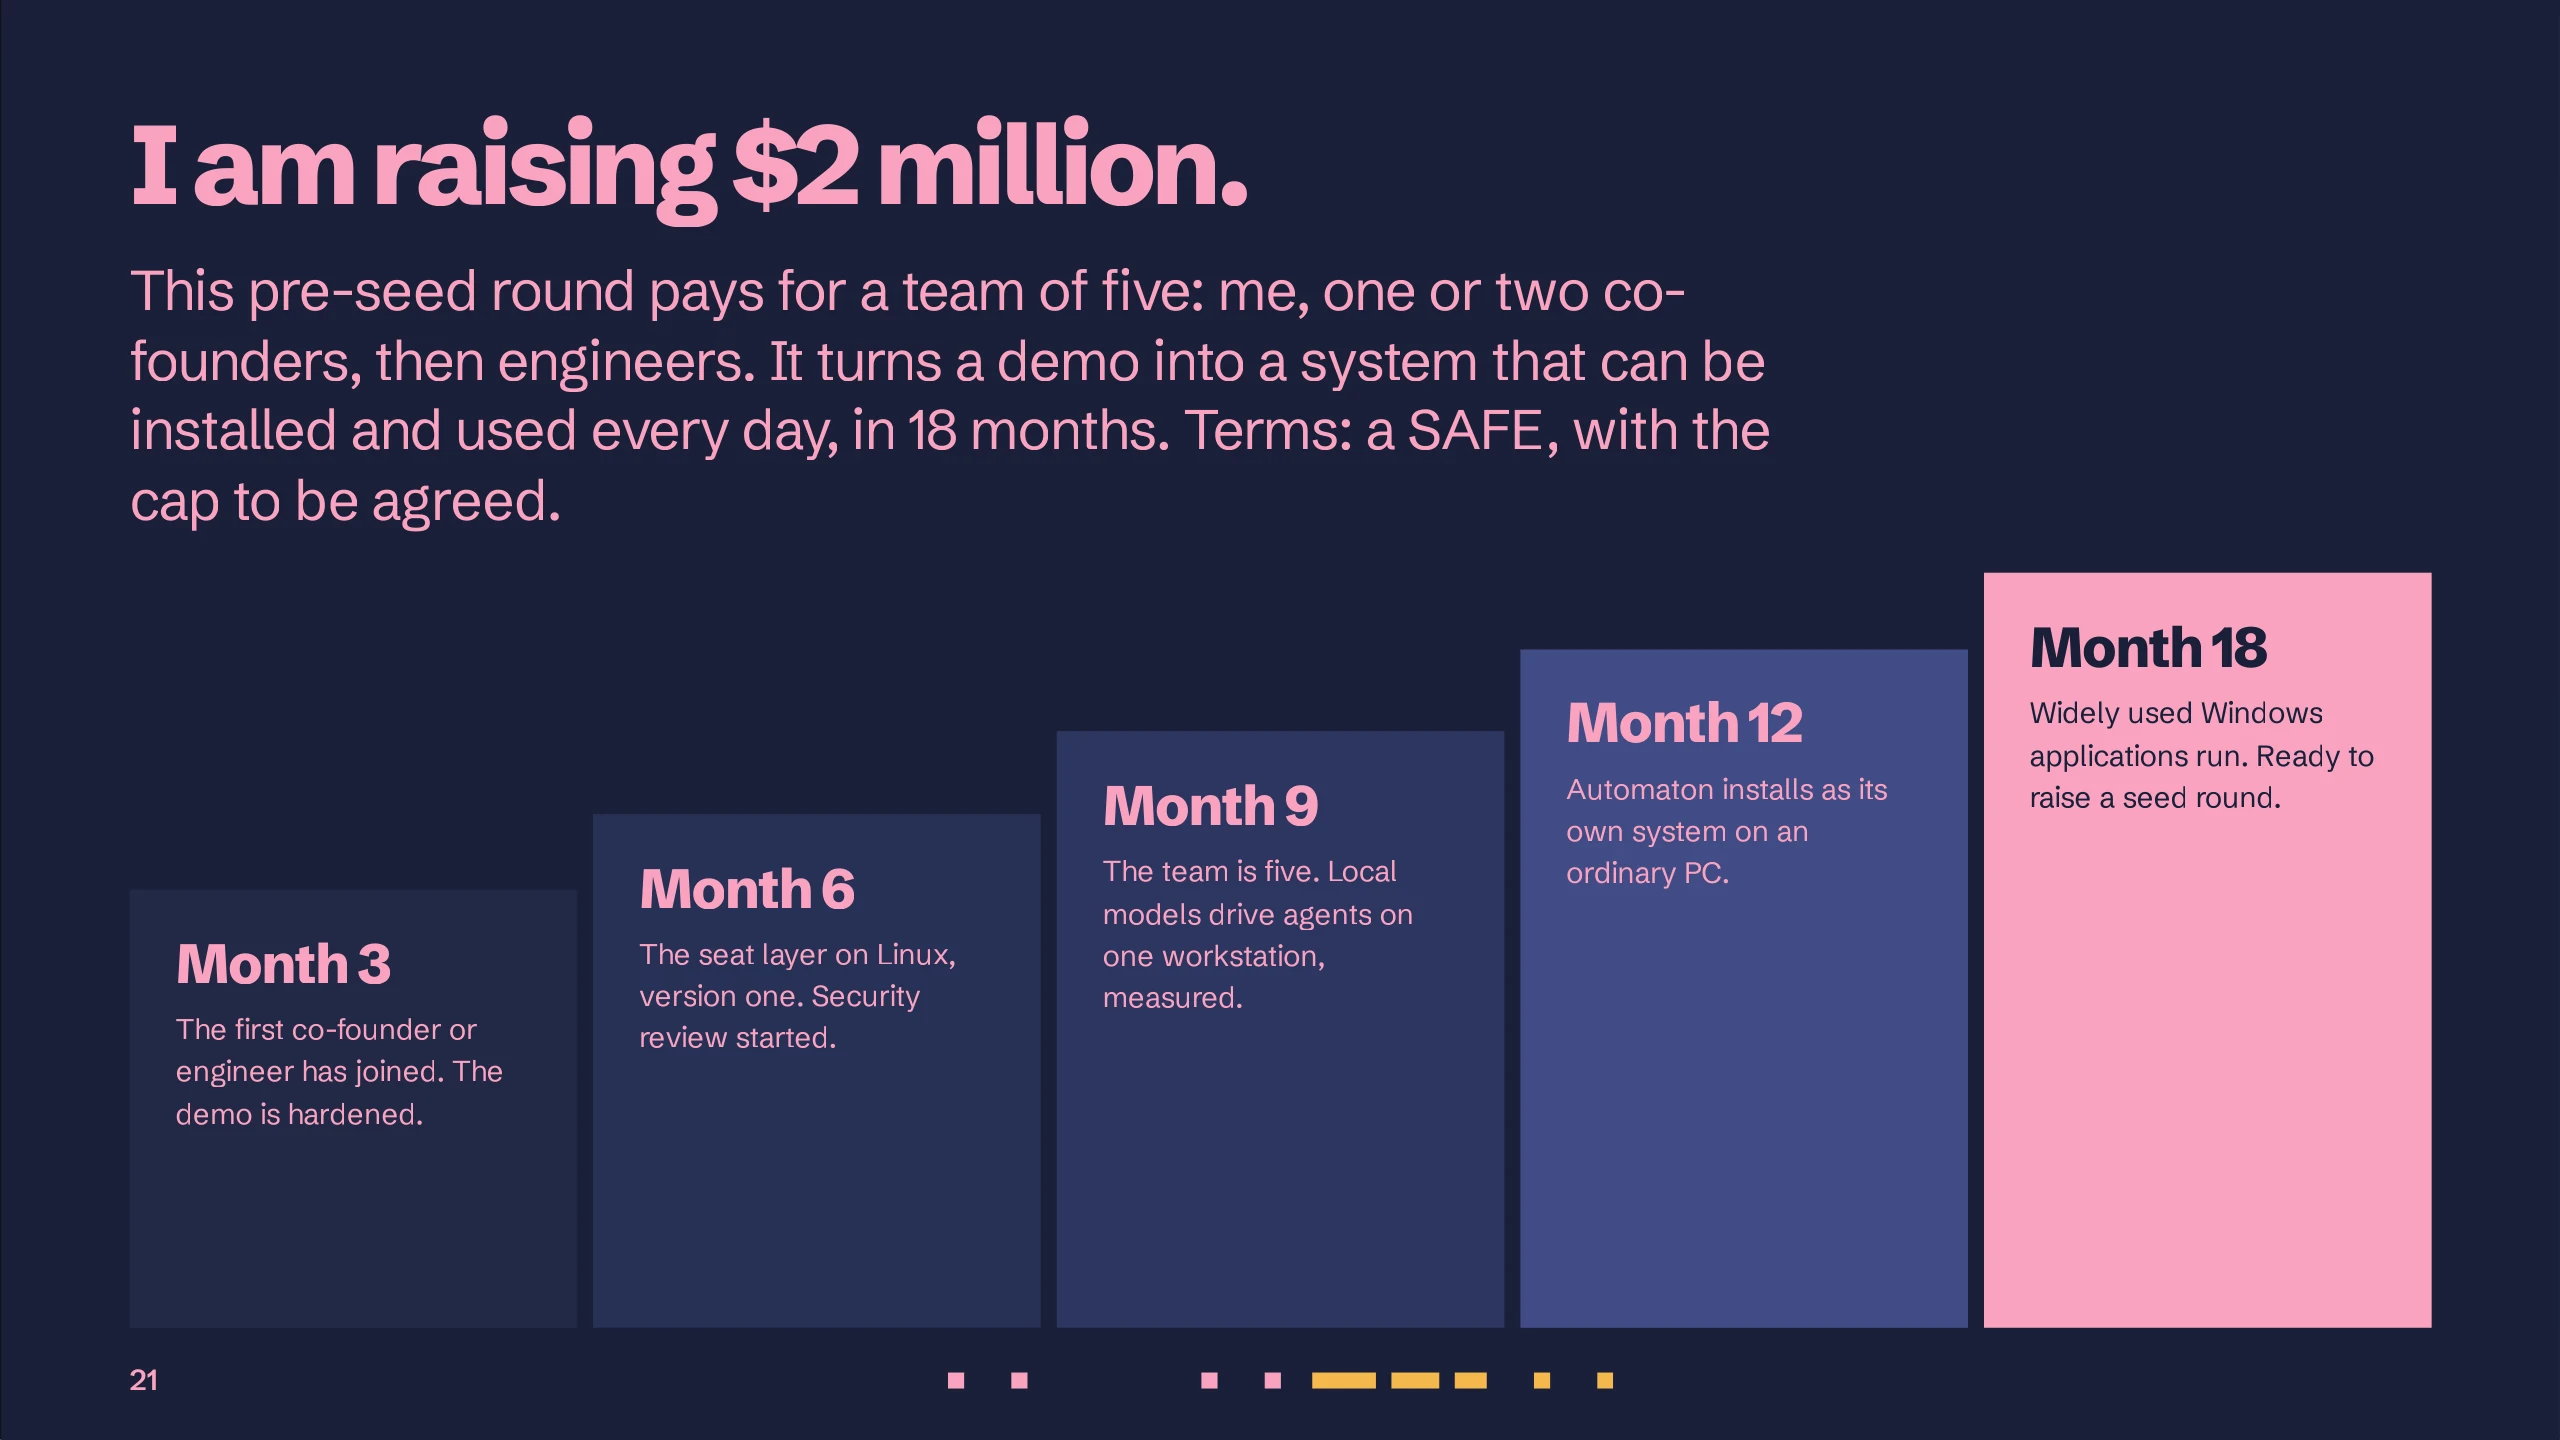 I am raising $2 million.
This pre-seed round pays for a team of five: me, one or two co-
founders, then engineers. It turns a demo into a system that can be
installed and used every day, in 18 months. Terms: a SAFE, with the
cap to be agreed.
Month 3
The first co-founder or
engineer has joined. The
demo is hardened.
Month 6
The seat layer on Linux,
version one. Security
review started.
Month 9
The team is five. Local
models drive agents on
one workstation,
measured.
Month 12
Automaton installs as its
own system on an
ordinary PC.
Month 18
Widely used Windows
applications run. Ready to
raise a seed round.
21